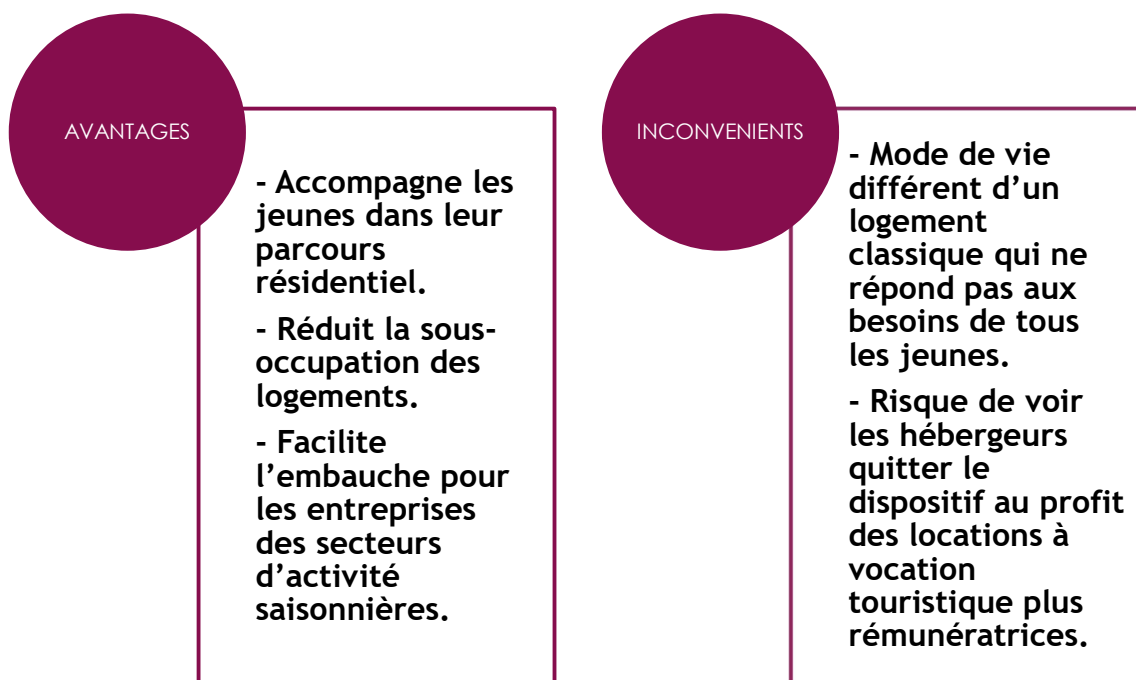 AVANTAGES
- Accompagne les
jeunes dans leur
parcours
résidentiel.
- Réduit la sous-
occupation des
logements.
- Facilite
l’embauche pour
les entreprises
des secteurs
d’activité
saisonnières.
INCONVENIENTS
- Mode de vie
différent d’un
logement
classique qui ne
répond pas aux
besoins de tous
les jeunes.
- Risque de voir
les hébergeurs
quitter le
dispositif au profit
des locations à
vocation
touristique plus
rémunératrices.